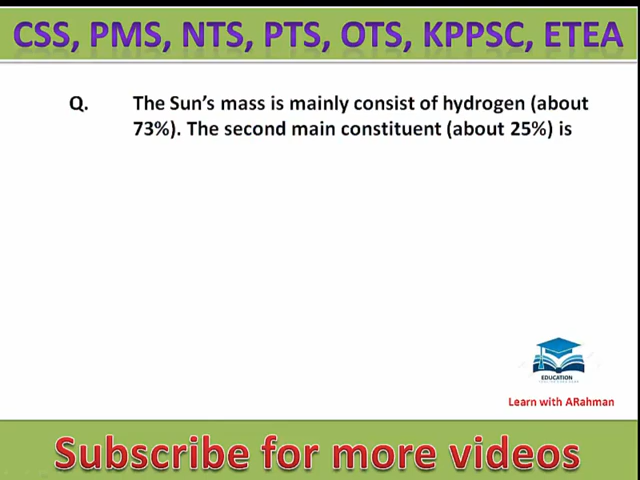 CSS, PMS, NTS, PTS, OTS, KPPSC, ETEA
Q. The Sun's mass is mainly consist of hydrogen (about
73%). The second main constituent (about 25%) is
EDUCATION
Learn with ARahman
Subscribe for more videos